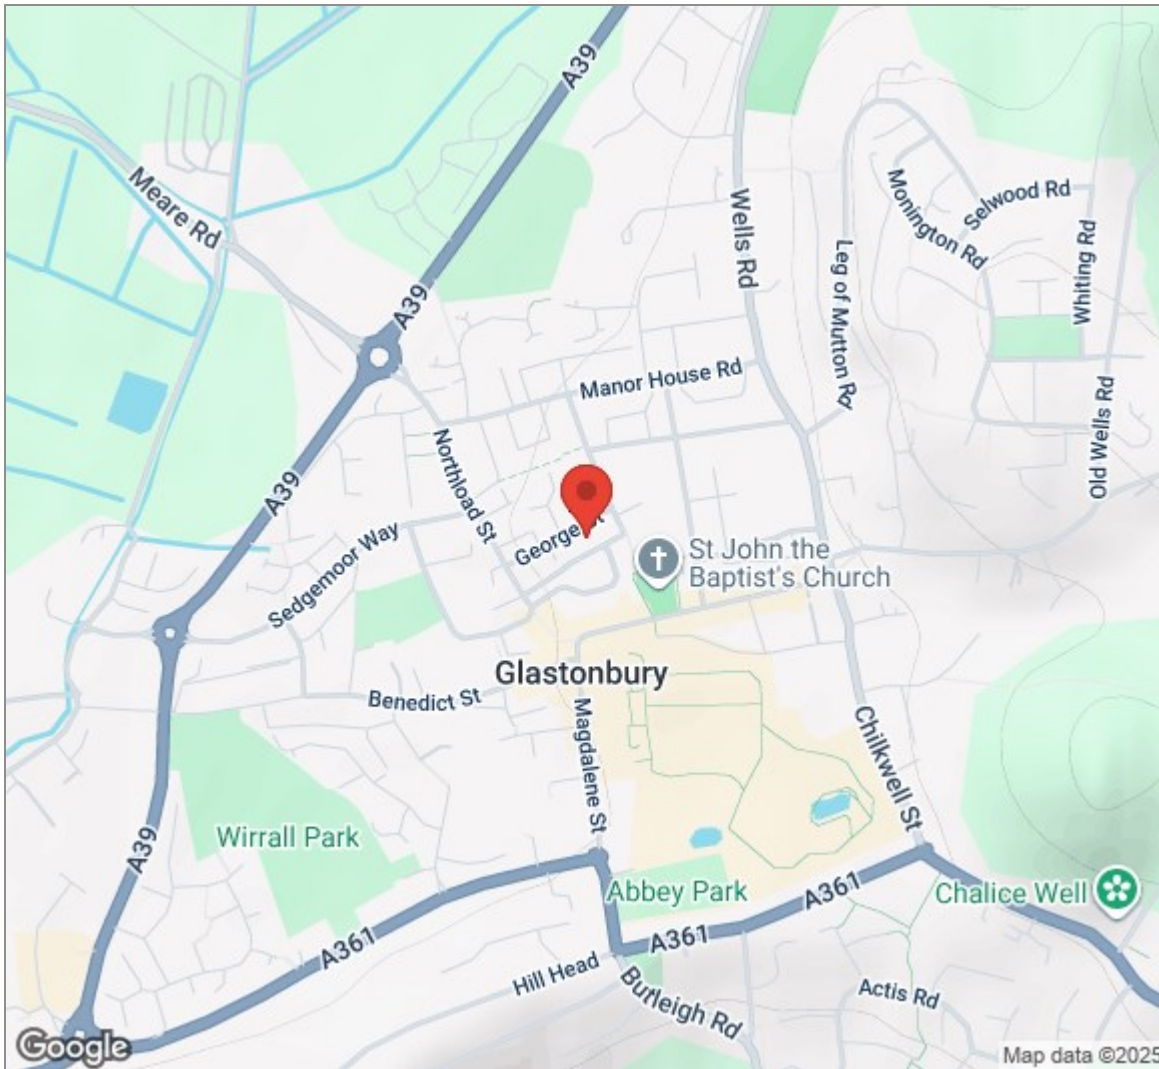 A39
Meare Rd
Wells Rd
Monington Rd
Selwood Rd
Whiting Rd
Leg of Mutton Rd
A39
Manor House Rd
Old Wells Rd
Northload St
A39
George St
Sedgemoor Way
St John the
Baptist's Church
Glastonbury
Benedict St
Magdalene St
Chilkwell St
A39
Wirrall Park
Abbey Park
Chalice Well
A361
A361
A361
Hill Head
Butleigh Rd
Actis Rd
Google
Map data ©2025